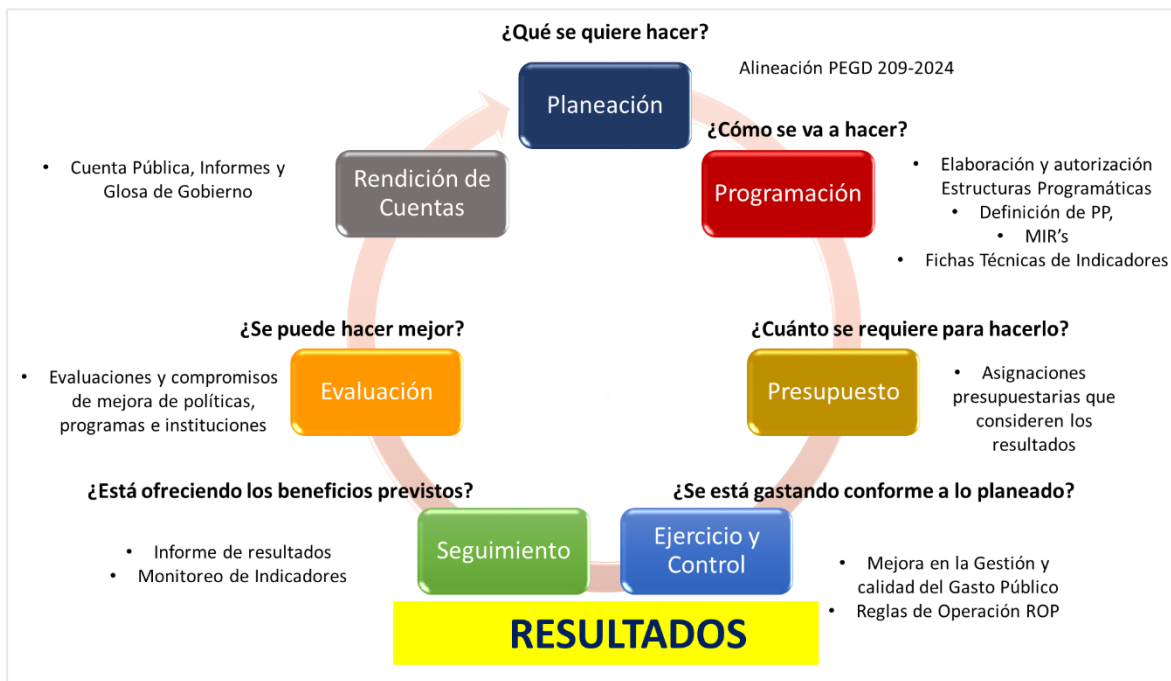 ¿Qué se quiere hacer?
Planeación
Alineación PEGD 209-2024
¿Cómo se va a hacer?
Programación
• Elaboración y autorización
Estructuras Programáticas
• Definición de PP,
• MIR’s
• Fichas Técnicas de Indicadores
¿Cuánto se requiere para hacerlo?
Presupuesto
• Asignaciones
presupuestarias que
consideren los
resultados
¿Se está gastando conforme a lo planeado?
Ejercicio y
Control
• Mejora en la Gestión y
calidad del Gasto Público
• Reglas de Operación ROP
¿Está ofreciendo los beneficios previstos?
Seguimiento
• Informe de resultados
• Monitoreo de Indicadores
¿Se puede hacer mejor?
Evaluación
• Evaluaciones y compromisos
de mejora de políticas,
programas e instituciones
Rendición de
Cuentas
• Cuenta Pública, Informes y
Glosa de Gobierno
RESULTADOS